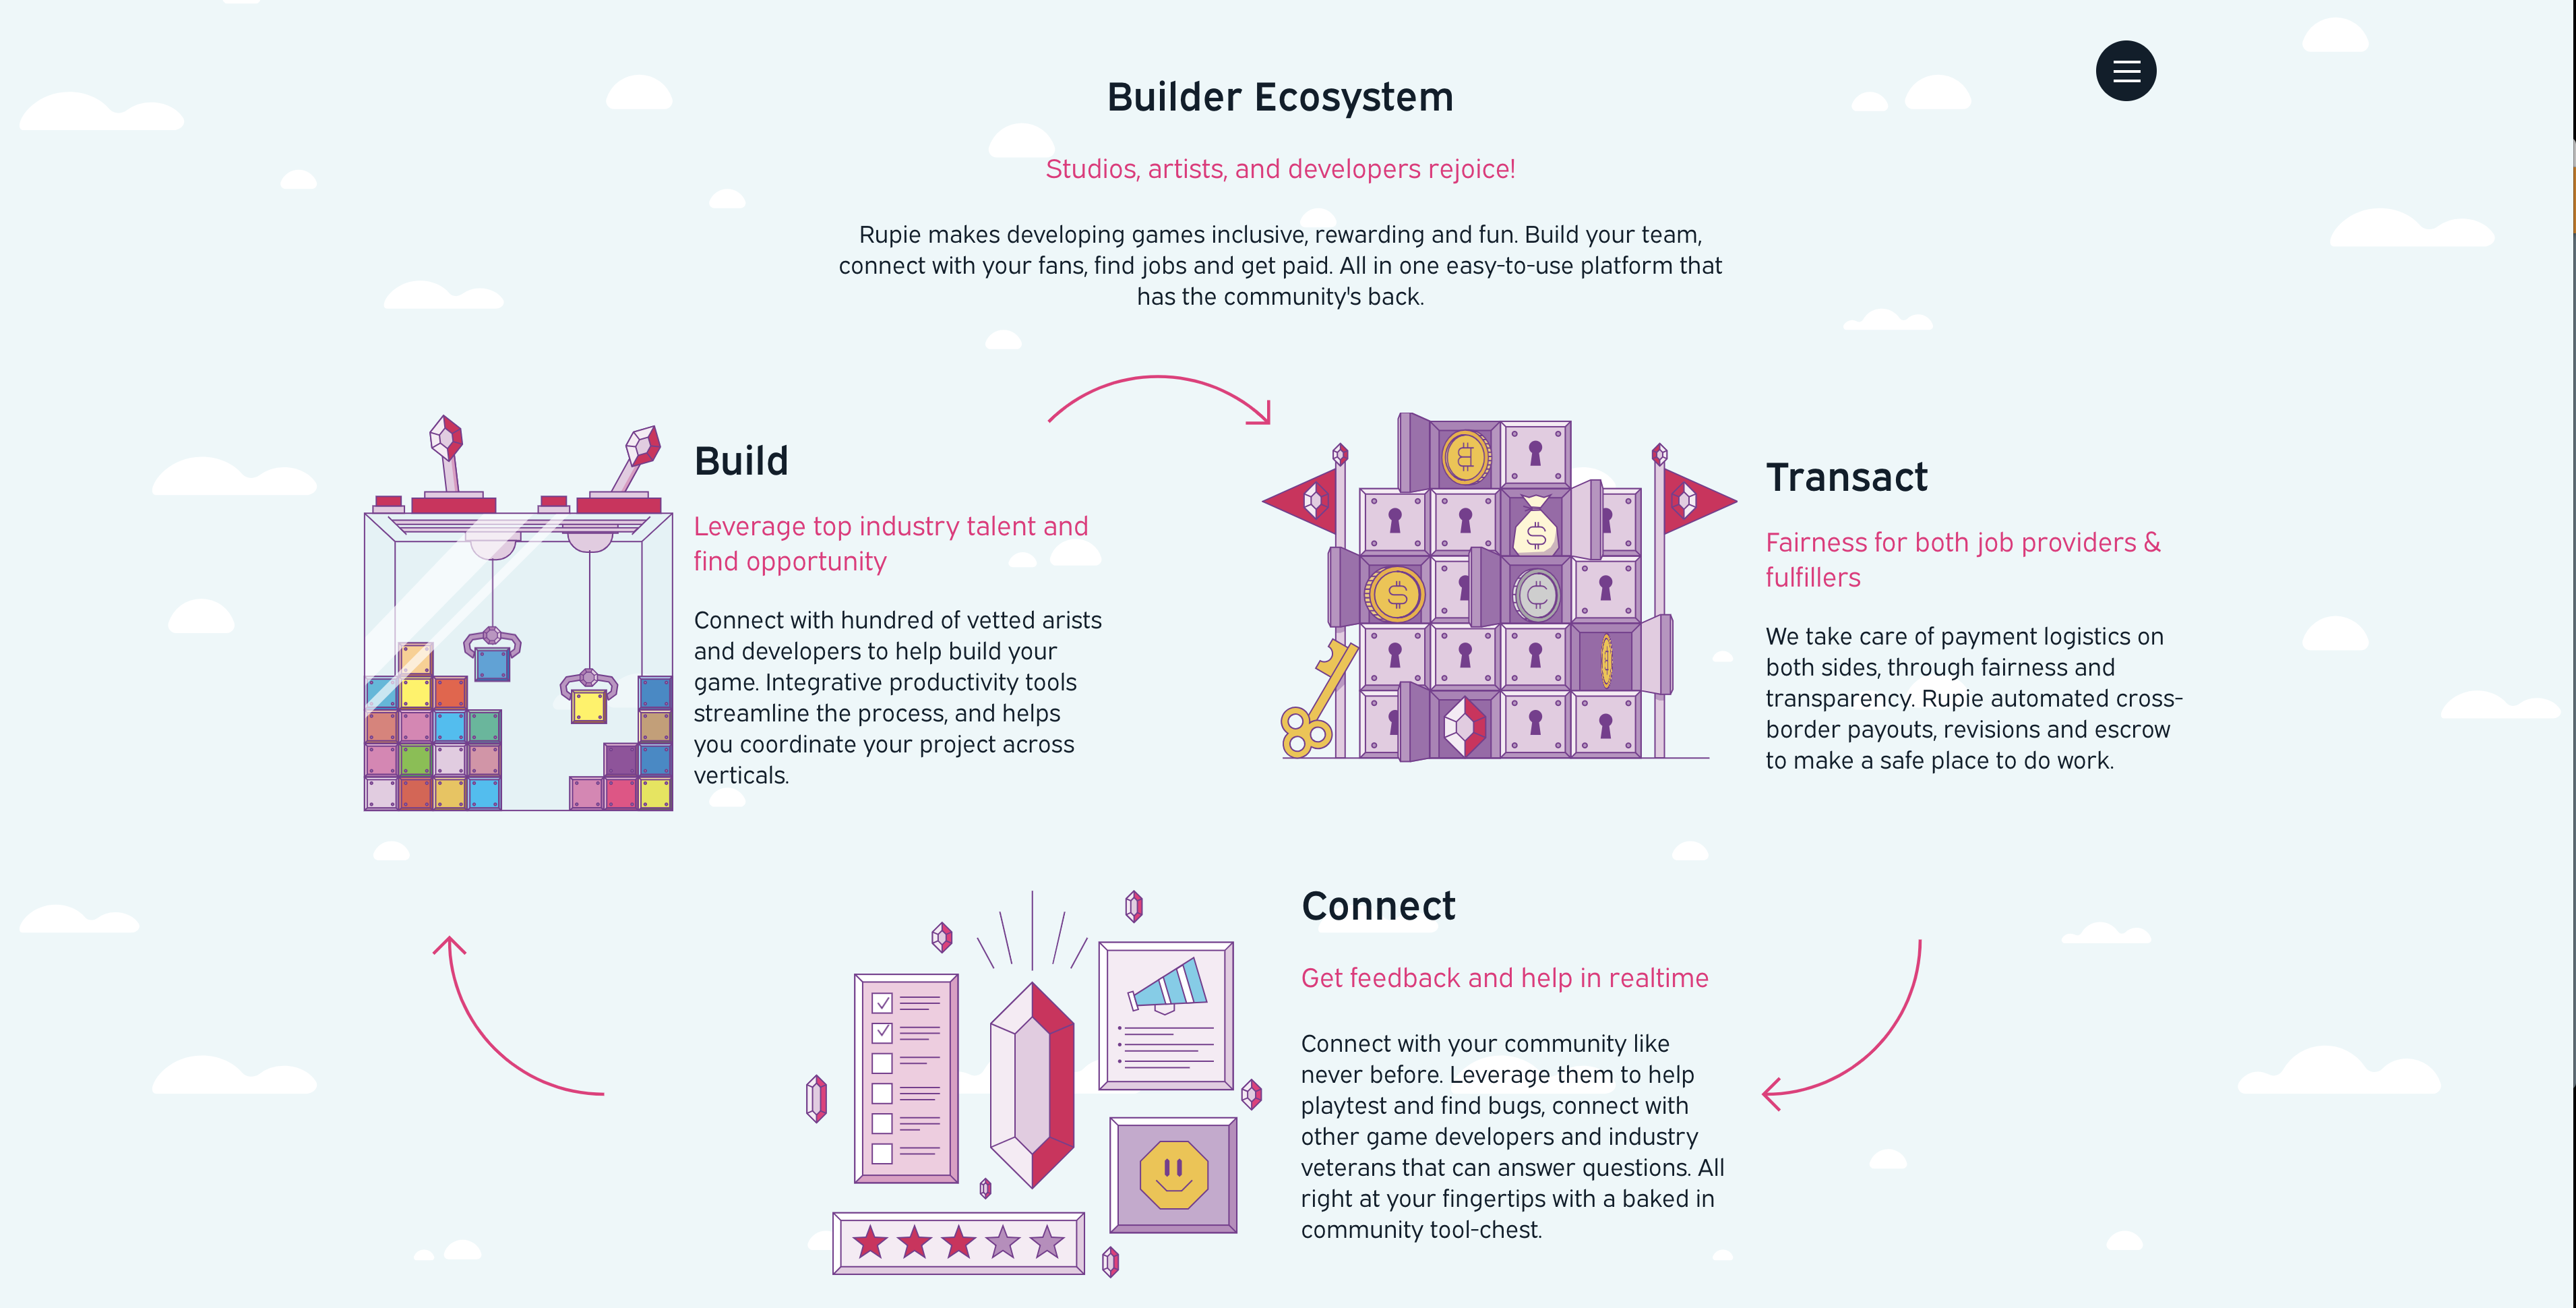 Builder Ecosystem
Studios, artists, and developers rejoice!
Rupie makes developing games inclusive, rewarding and fun. Build your team,
connect with your fans, find jobs and get paid. All in one easy-to-use platform that
has the community's back.
Build
Leverage top industry talent and
find opportunity
Connect with hundred of vetted arists
and developers to help build your
game. Integrative productivity tools
streamline the process, and helps
you coordinate your project across
verticals.
Transact
Fairness for both job providers &
fulfillers
We take care of payment logistics on
both sides, through fairness and
transparency. Rupie automated cross-
border payouts, revisions and escrow
to make a safe place to do work.
Connect
Get feedback and help in realtime
Connect with your community like
never before. Leverage them to help
playtest and find bugs, connect with
other game developers and industry
veterans that can answer questions. All
right at your fingertips with a baked in
community tool-chest.